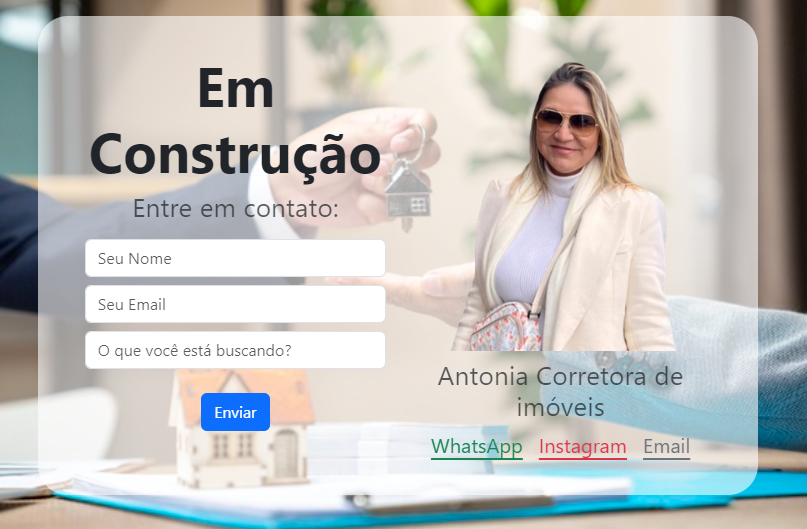 Em
Construção
Entre em contato:
Seu Nome
Seu Email
O que você está buscando?
Enviar
Antonia Corretora de
imóveis
WhatsApp Instagram Email